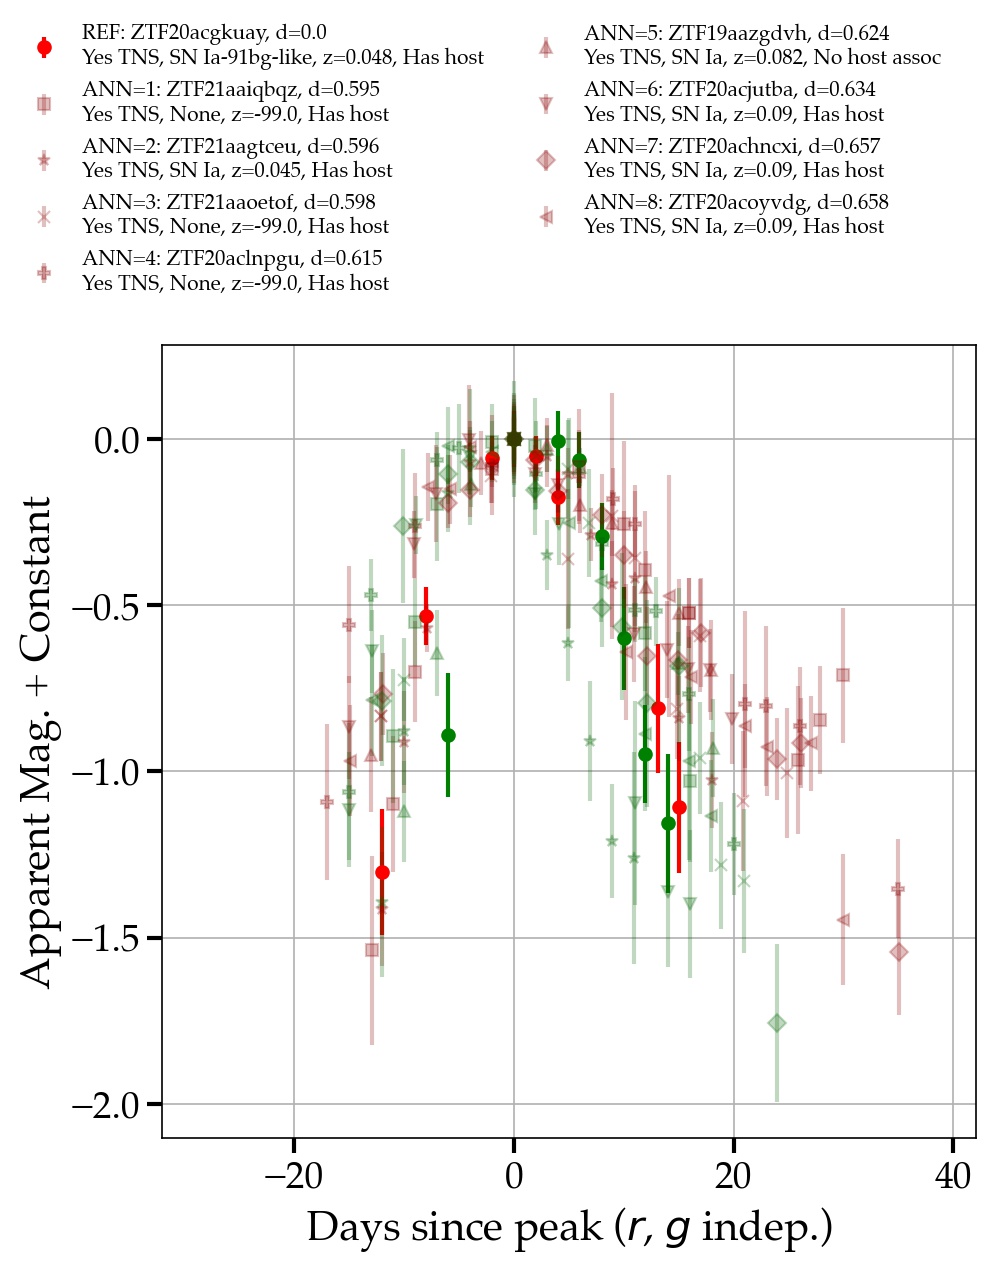 REF: ZTF20acgkuay, d=0.0
Yes TNS, SN Ia-91bg-like, z=0.048, Has host
ANN=1: ZTF21aaiqbqz, d=0.595
Yes TNS, None, z=-99.0, Has host
ANN=2: ZTF21aagtceu, d=0.596
Yes TNS, SN Ia, z=0.045, Has host
ANN=3: ZTF21aaoetof, d=0.598
Yes TNS, None, z=-99.0, Has host
ANN=4: ZTF20aclnpgu, d=0.615
Yes TNS, None, z=-99.0, Has host
ANN=5: ZTF19aazgdvh, d=0.624
Yes TNS, SN Ia, z=0.082, No host assoc
ANN=6: ZTF20acjutba, d=0.634
Yes TNS, SN Ia, z=0.09, Has host
ANN=7: ZTF20achncxi, d=0.657
Yes TNS, SN Ia, z=0.09, Has host
ANN=8: ZTF20acoyvdg, d=0.658
Yes TNS, SN Ia, z=0.09, Has host
Apparent Mag. + Constant
0.0
−0.5
−1.0
−1.5
−2.0
−20
0
20
40
Days since peak (r, g indep.)